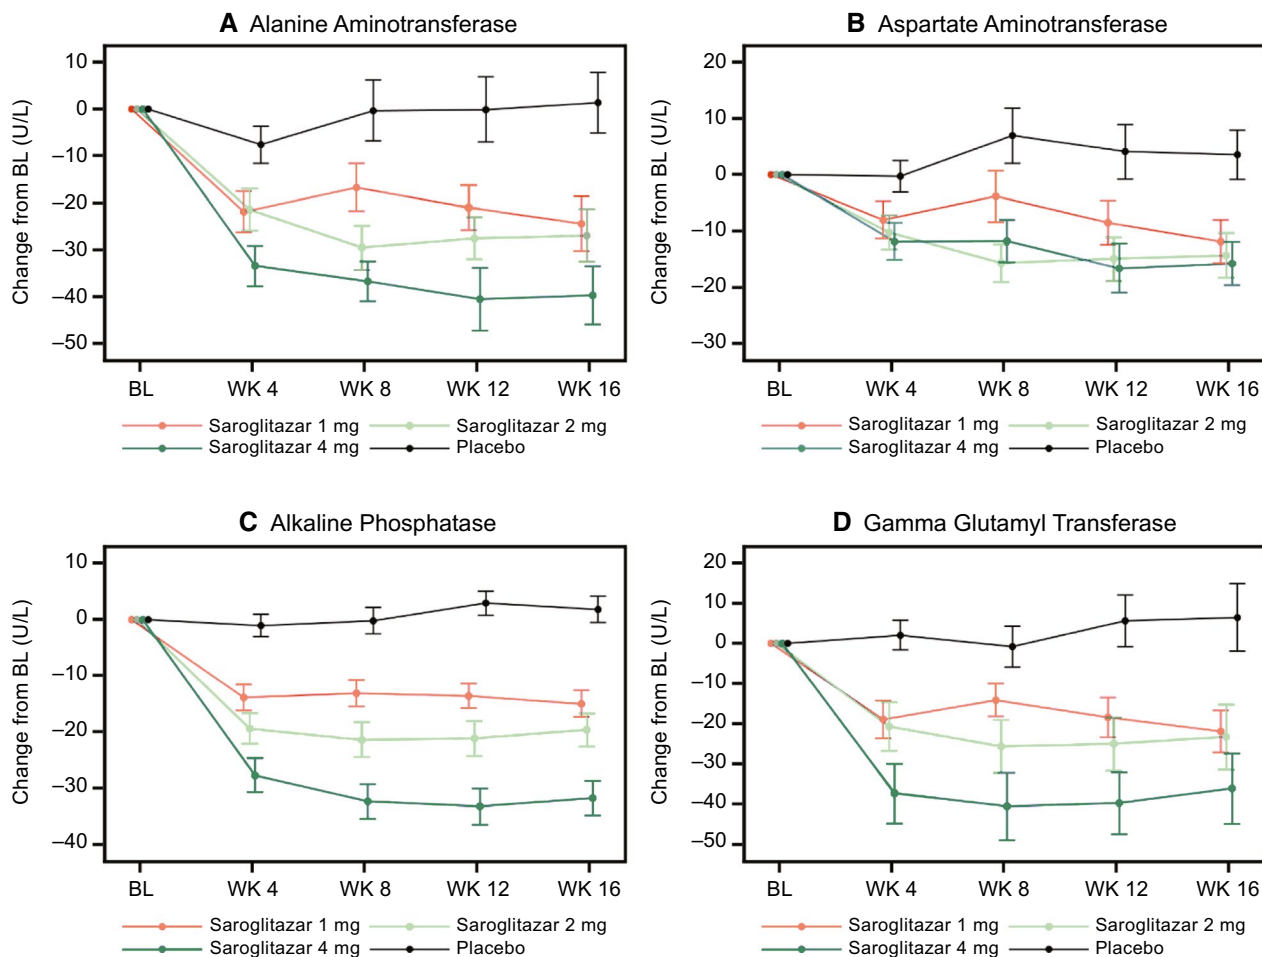 A Alanine Aminotransferase
Change from BL (U/L)
10
0
–10
–20
–30
–40
–50
BL WK 4 WK 8 WK 12 WK 16
Saroglitazar 1 mg Saroglitazar 2 mg
Saroglitazar 4 mg Placebo
B Aspartate Aminotransferase
Change from BL (U/L)
20
10
0
–10
–20
–30
BL WK 4 WK 8 WK 12 WK 16
Saroglitazar 1 mg Saroglitazar 2 mg
Saroglitazar 4 mg Placebo
C Alkaline Phosphatase
Change from BL (U/L)
10
0
–10
–20
–30
–40
BL WK 4 WK 8 WK 12 WK 16
Saroglitazar 1 mg Saroglitazar 2 mg
Saroglitazar 4 mg Placebo
D Gamma Glutamyl Transferase
Change from BL (U/L)
20
10
0
–10
–20
–30
–40
–50
BL WK 4 WK 8 WK 12 WK 16
Saroglitazar 1 mg Saroglitazar 2 mg
Saroglitazar 4 mg Placebo